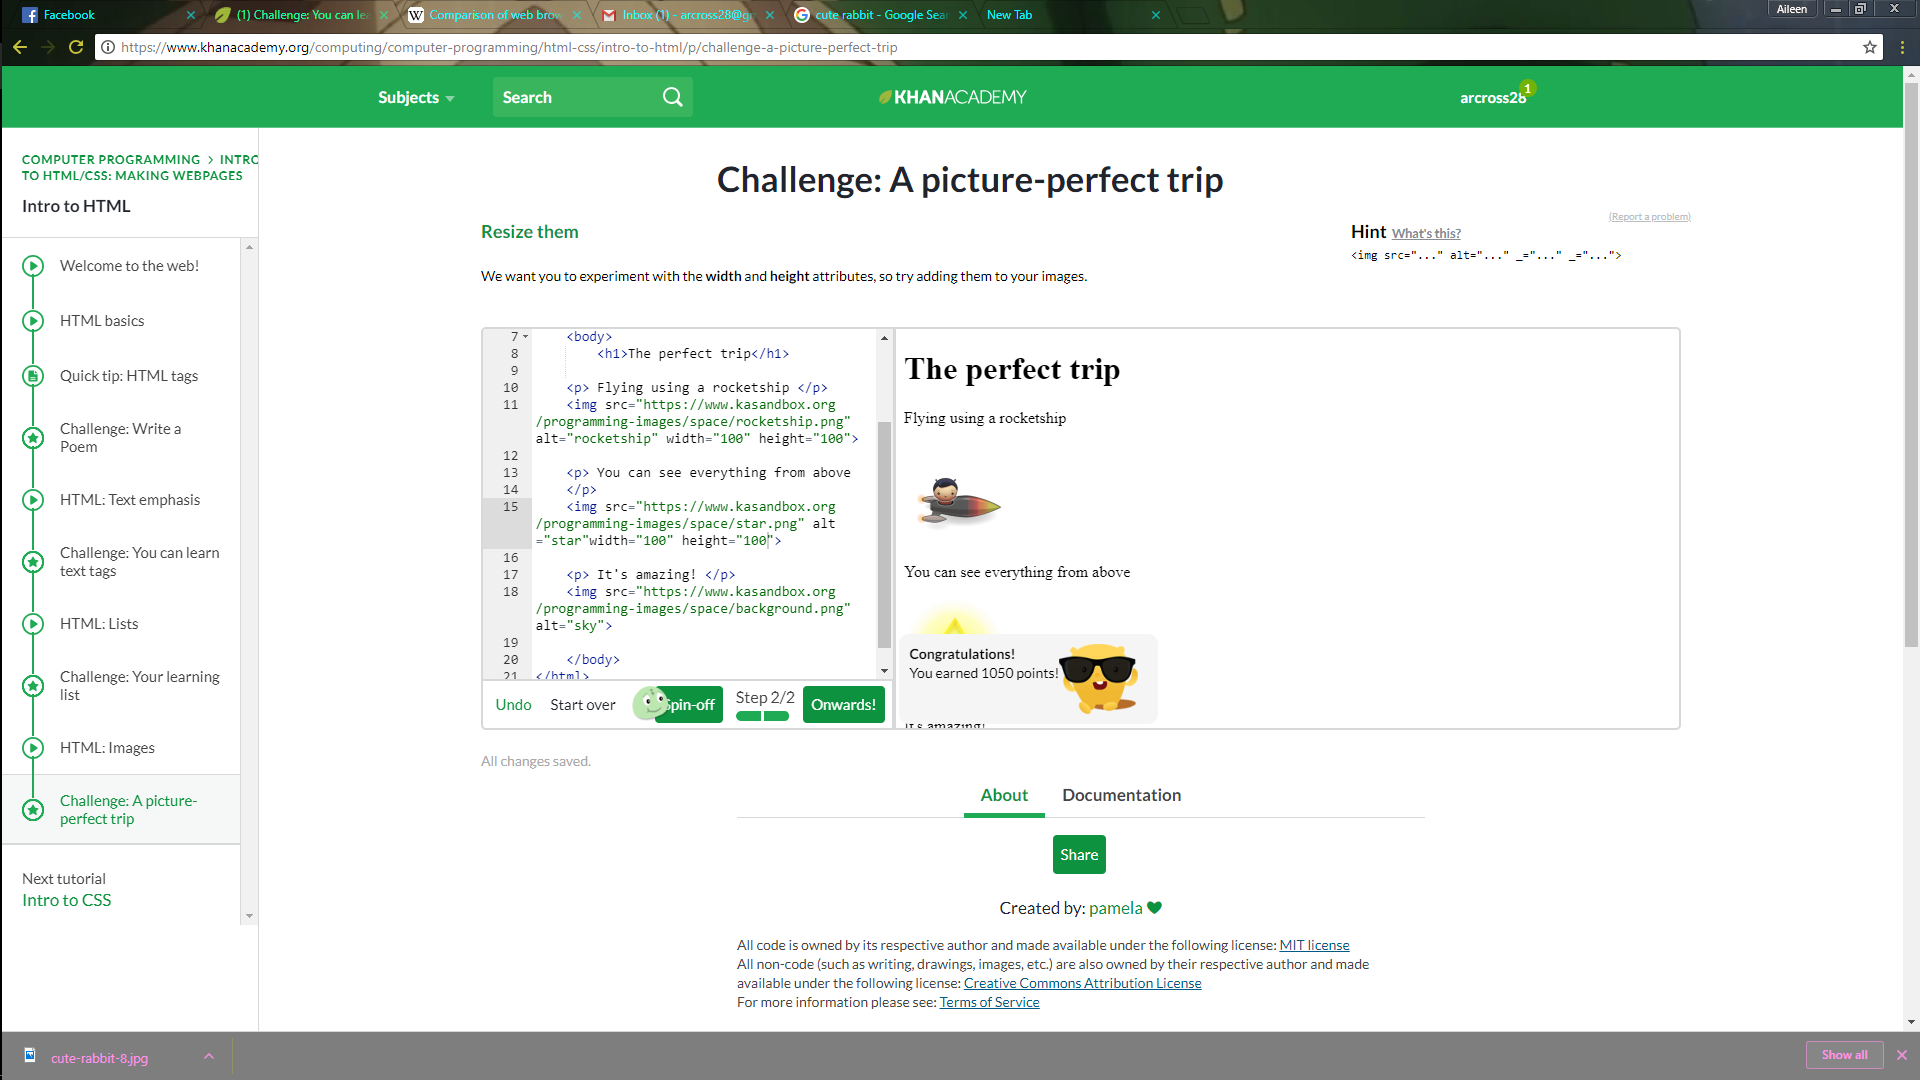 Facebook
(1) Challenge: You can le
Comparison of web brow
Inbox (1) - arcross28@g
cute rabbit - Google Sea
New Tab
Aileen
https://www.khanacademy.org/computing/computer-programming/html-css/intro-to-html/p/challenge-a-picture-perfect-trip
Subjects
Search
KHANACADEMY
arcross28
1
COMPUTER PROGRAMMING > INTRO
TO HTML/CSS: MAKING WEBPAGES
Intro to HTML
Welcome to the web!
HTML basics
Quick tip: HTML tags
Challenge: Write a
Poem
HTML: Text emphasis
Challenge: You can learn
text tags
HTML: Lists
Challenge: Your learning
list
HTML: Images
Challenge: A picture-
perfect trip
Next tutorial
Intro to CSS
Challenge: A picture-perfect trip
(Report a problem)
Resize them
We want you to experiment with the width and height attributes, so try adding them to your images.
Hint What's this?
<img src="..." alt="..." _="..." _="...">
7 <body>
8 <h1>The perfect trip</h1>
9
10 <p> Flying using a rocketship </p>
11 <img src="https://www.kasandbox.org
/programming-images/space/rocketship.png"
alt="rocketship" width="100" height="100">
12
13 <p> You can see everything from above
14 </p>
15 <img src="https://www.kasandbox.org
/programming-images/space/star.png" alt
="star"width="100" height="100">
16
17 <p> It's amazing! </p>
18 <img src="https://www.kasandbox.org
/programming-images/space/background.png"
alt="sky">
19
20 </body>
21 </html>
Undo
Start over
Spin-off
Step 2/2
Onwards!
The perfect trip
Flying using a rocketship
You can see everything from above
Congratulations!
You earned 1050 points!
It's amazing!
All changes saved.
About
Documentation
Share
Created by: pamela
All code is owned by its respective author and made available under the following license: MIT license
All non-code (such as writing, drawings, images, etc.) are also owned by their respective author and made
available under the following license: Creative Commons Attribution License
For more information please see: Terms of Service
cute-rabbit-8.jpg
Show all